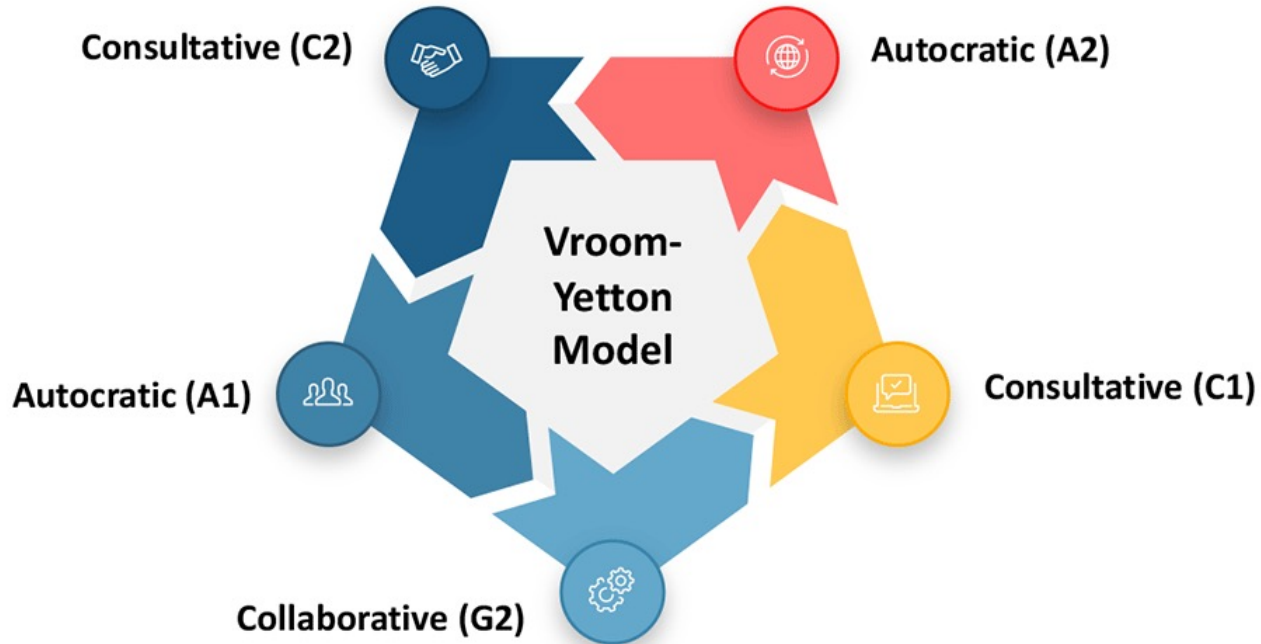 Consultative (C2)
Autocratic (A2)
Vroom-
Yetton
Model
Autocratic (A1)
Consultative (C1)
Collaborative (G2)